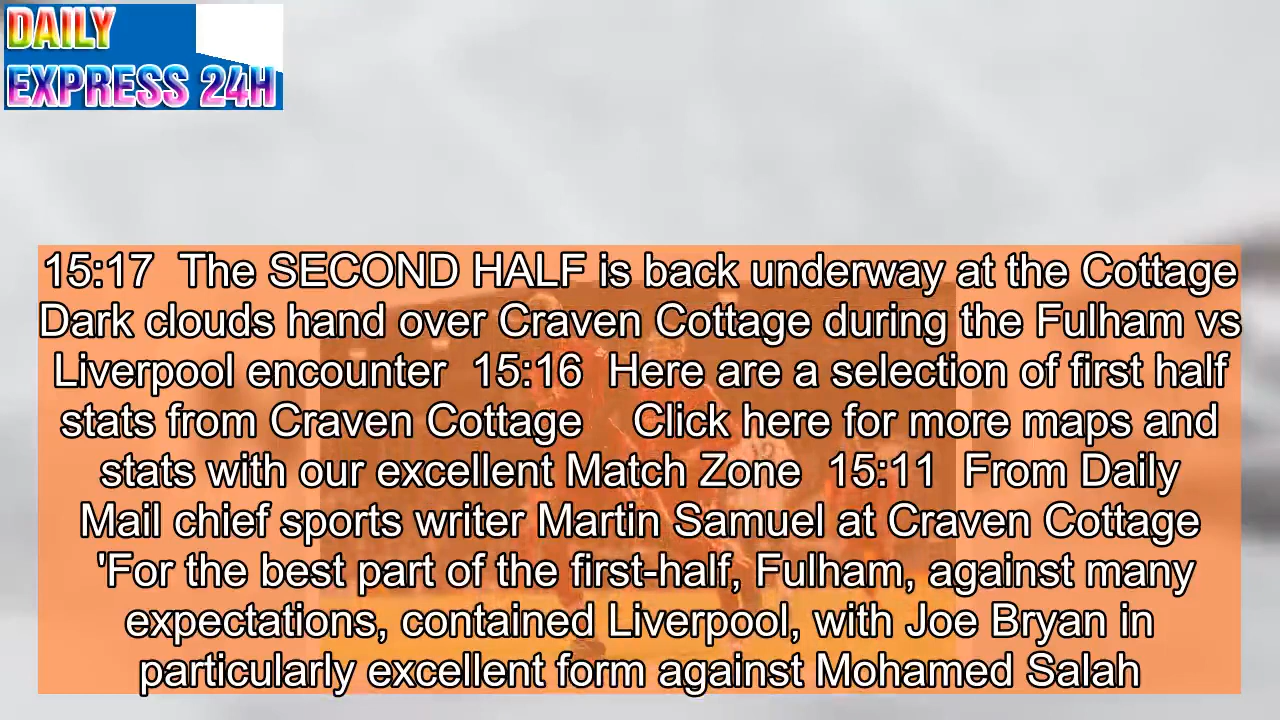 DAILY
EXPRESS 24H
15:17 The SECOND HALF is back underway at the Cottage
Dark clouds hand over Craven Cottage during the Fulham vs
Liverpool encounter 15:16 Here are a selection of first half
stats from Craven Cottage Click here for more maps and
stats with our excellent Match Zone 15:11 From Daily
Mail chief sports writer Martin Samuel at Craven Cottage
'For the best part of the first-half, Fulham, against many
expectations, contained Liverpool, with Joe Bryan in
particularly excellent form against Mohamed Salah